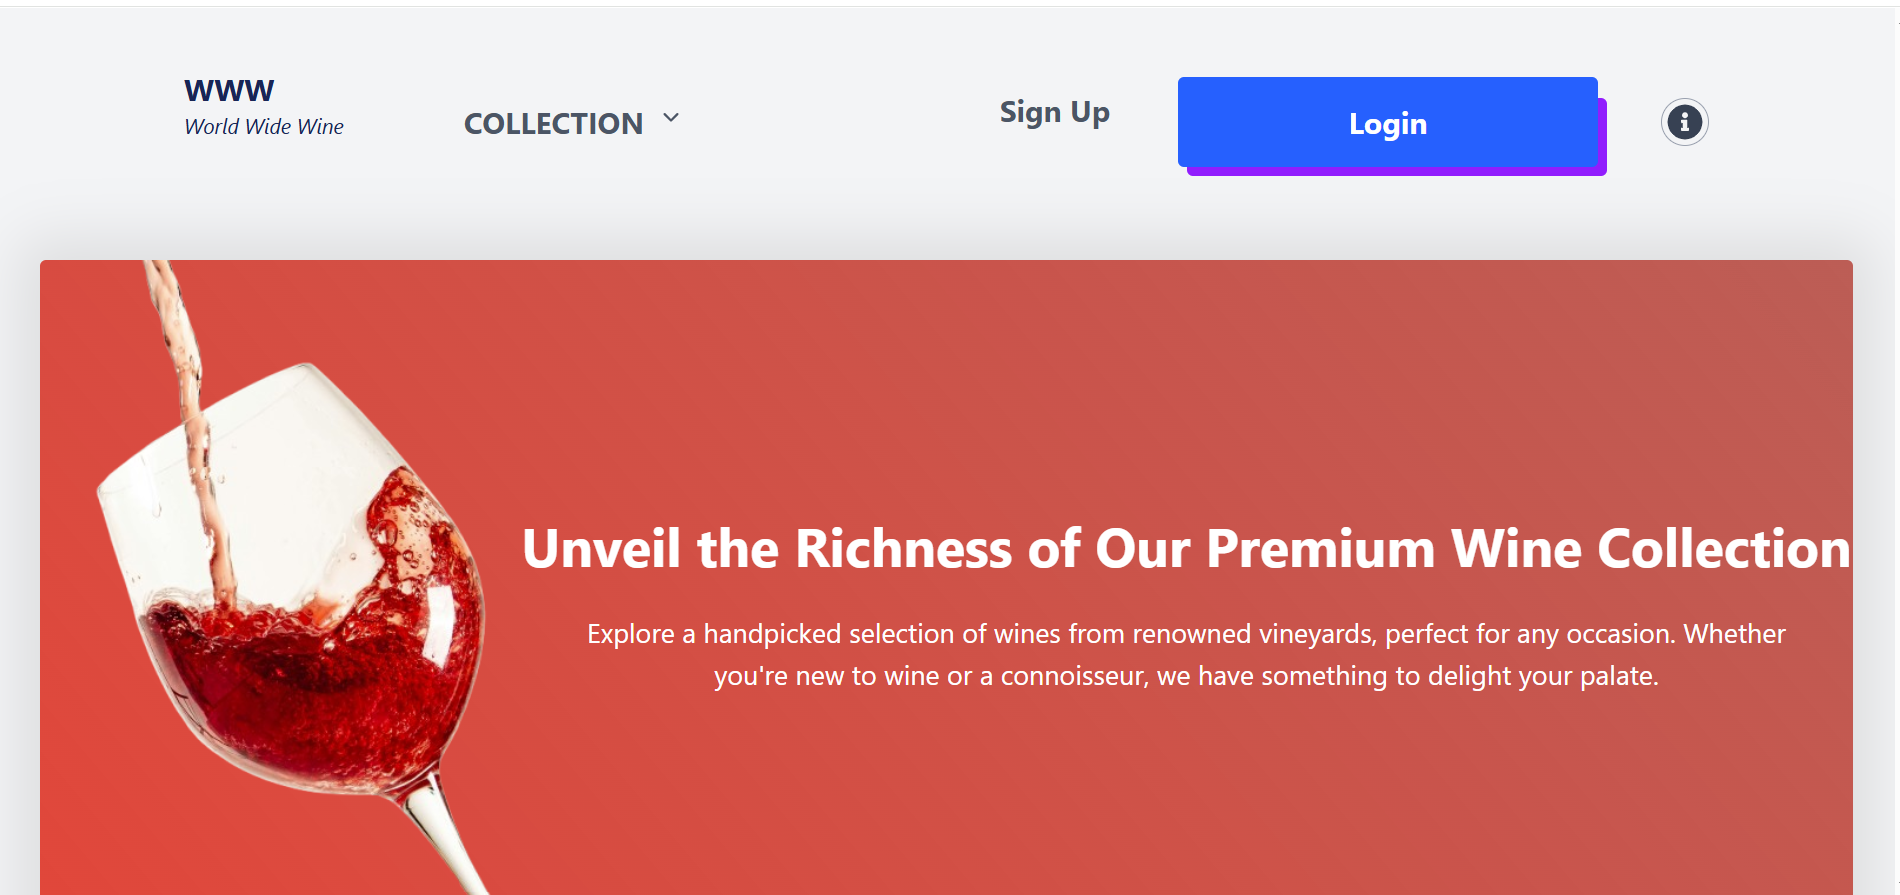 WWW
World Wide Wine
COLLECTION
Sign Up
Login
Unveil the Richness of Our Premium Wine Collection
Explore a handpicked selection of wines from renowned vineyards, perfect for any occasion. Whether
you're new to wine or a connoisseur, we have something to delight your palate.